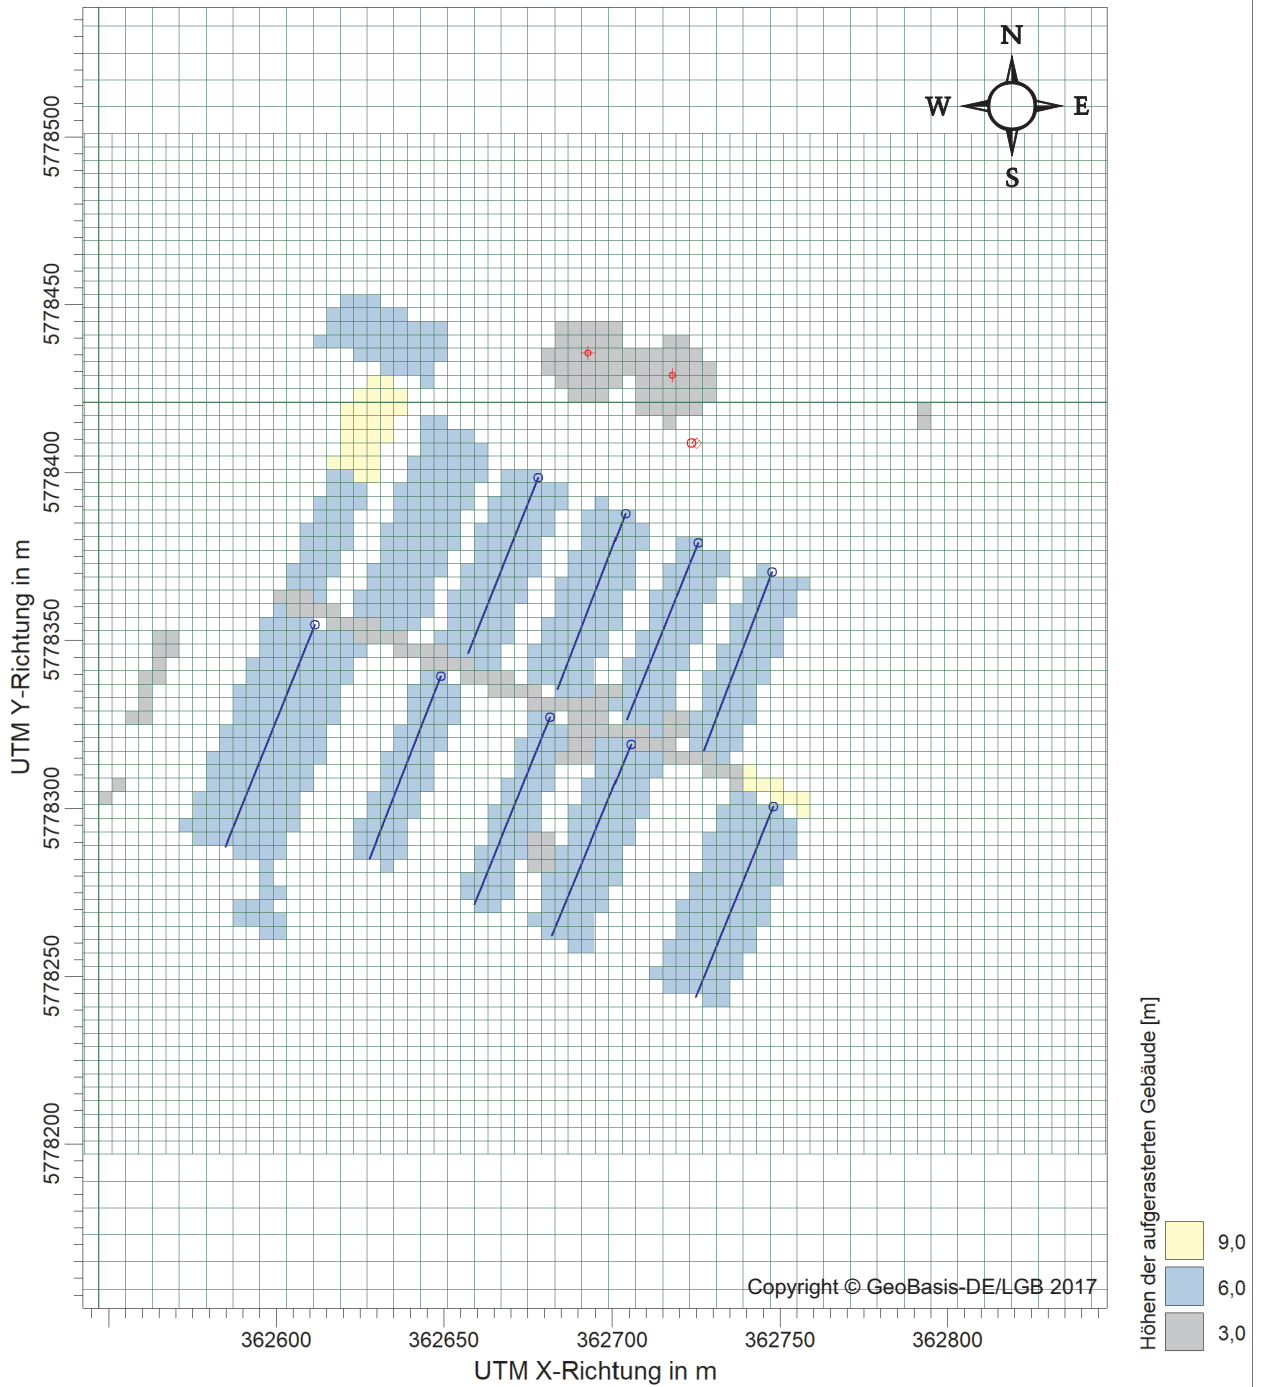 N
W E
S
5778500
5778450
5778400
5778350
5778300
5778250
5778200
UTM Y-Richtung in m
362600 362650 362700 362750 362800
UTM X-Richtung in m
Copyright © GeoBasis-DE/LGB 2017
Höhen der aufgerasterten Gebäude [m]
9,0
6,0
3,0